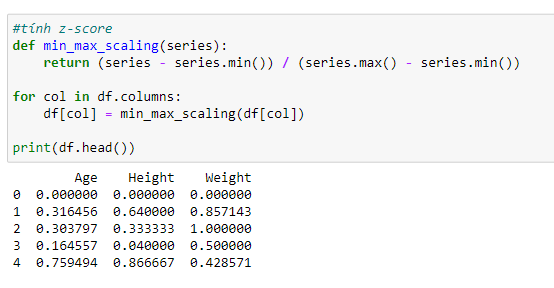 #tính z-score
def min_max_scaling(series):
    return (series - series.min()) / (series.max() - series.min())
for col in df.columns:
    df[col] = min_max_scaling(df[col])
print(df.head())
        Age    Height    Weight
0  0.000000  0.000000  0.000000
1  0.316456  0.640000  0.857143
2  0.303797  0.333333  1.000000
3  0.164557  0.040000  0.500000
4  0.759494  0.866667  0.428571